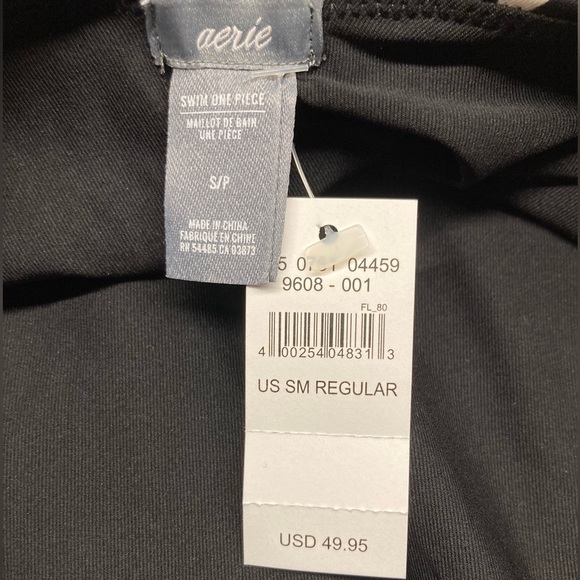 aerie
SWIM ONE PIECE
MAILLOT DE BAIN
UNE PIÈCE
S/P
MADE IN CHINA
FABRIQUÉ EN CHINE
RN 54485 CA 03873
04459
9608 - 001
FL_80
4 00254 04831 3
US SM REGULAR
USD 49.95